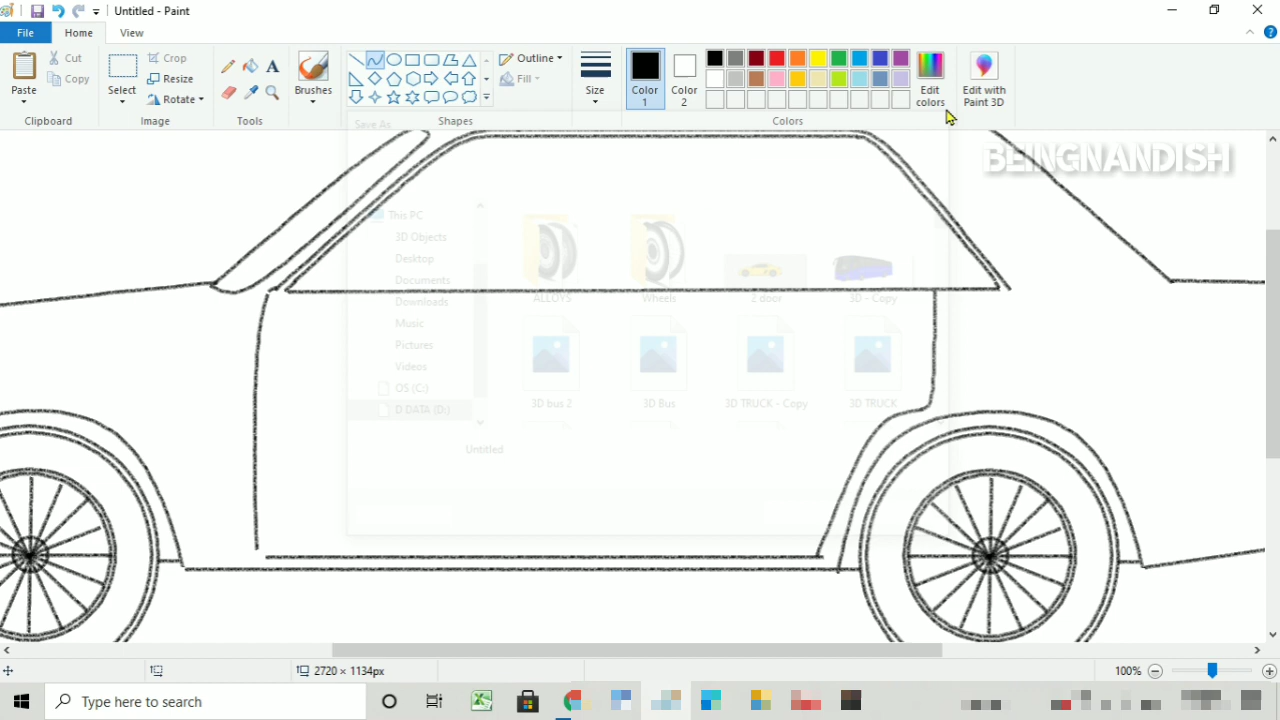 Untitled - Paint
File
Home
View
Paste
Cut
Copy
Clipboard
Select
Crop
Resize
Rotate
Image
Tools
Brushes
Shapes
Outline
Fill
Size
Color
1
Color
2
Edit
colors
Colors
Edit with
Paint 3D
BEINGNANDISH
Save As
This PC
3D Objects
Desktop
Documents
Downloads
Music
Pictures
Videos
OS (C:)
D DATA (D:)
ALLOYS
Wheels
2 door
3D - Copy
3D bus 2
3D Bus
3D TRUCK - Copy
3D TRUCK
Untitled
2720 × 1134px
100%
Type here to search